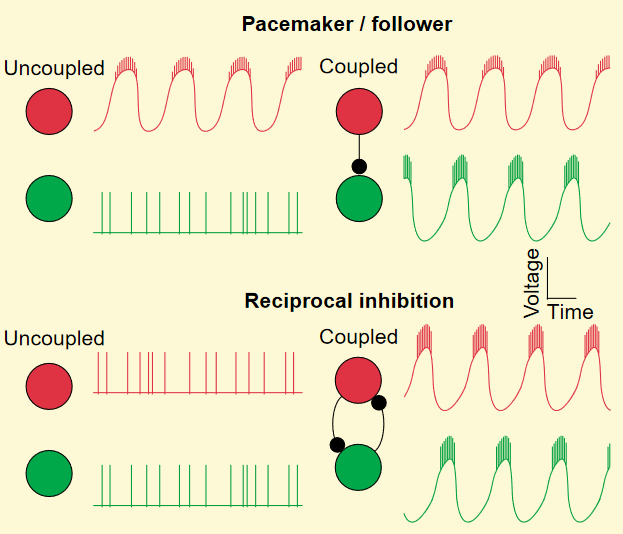 Pacemaker / follower
Uncoupled
Coupled
Voltage
Time
Reciprocal inhibition
Uncoupled
Coupled